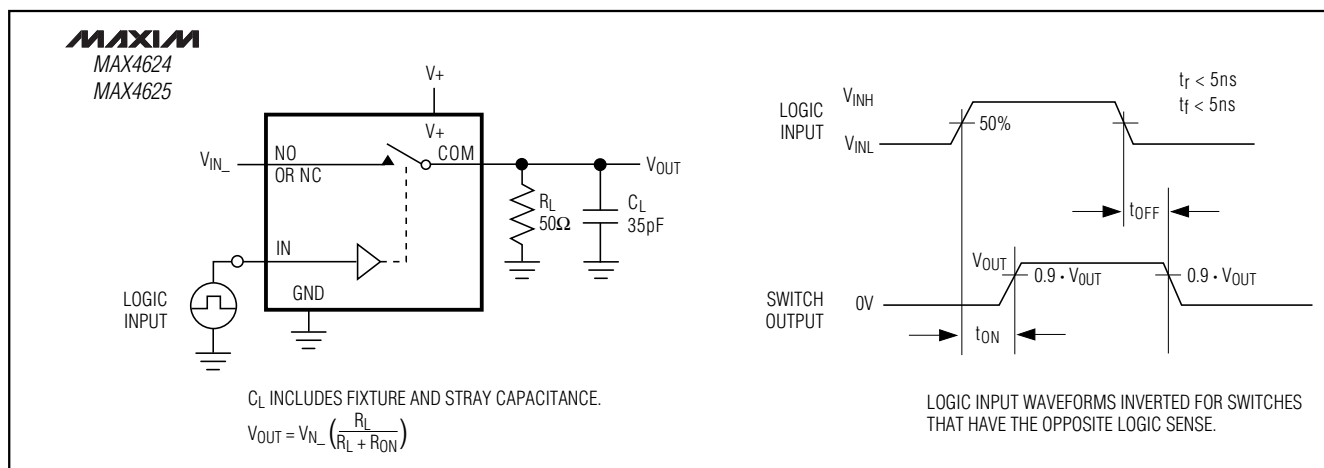 MAXIM
MAX4624
MAX4625
V+
V+
VIN_
NO
OR NC
COM
VOUT
RL
50Ω
CL
35pF
IN
GND
LOGIC
INPUT
CL INCLUDES FIXTURE AND STRAY CAPACITANCE.
VOUT = VN_ (RL / RL + RON)
LOGIC
INPUT
VINH
VINL
50%
tr < 5ns
tf < 5ns
tOFF
SWITCH
OUTPUT
VOUT
0V
0.9 · VOUT
0.9 · VOUT
tON
LOGIC INPUT WAVEFORMS INVERTED FOR SWITCHES
THAT HAVE THE OPPOSITE LOGIC SENSE.